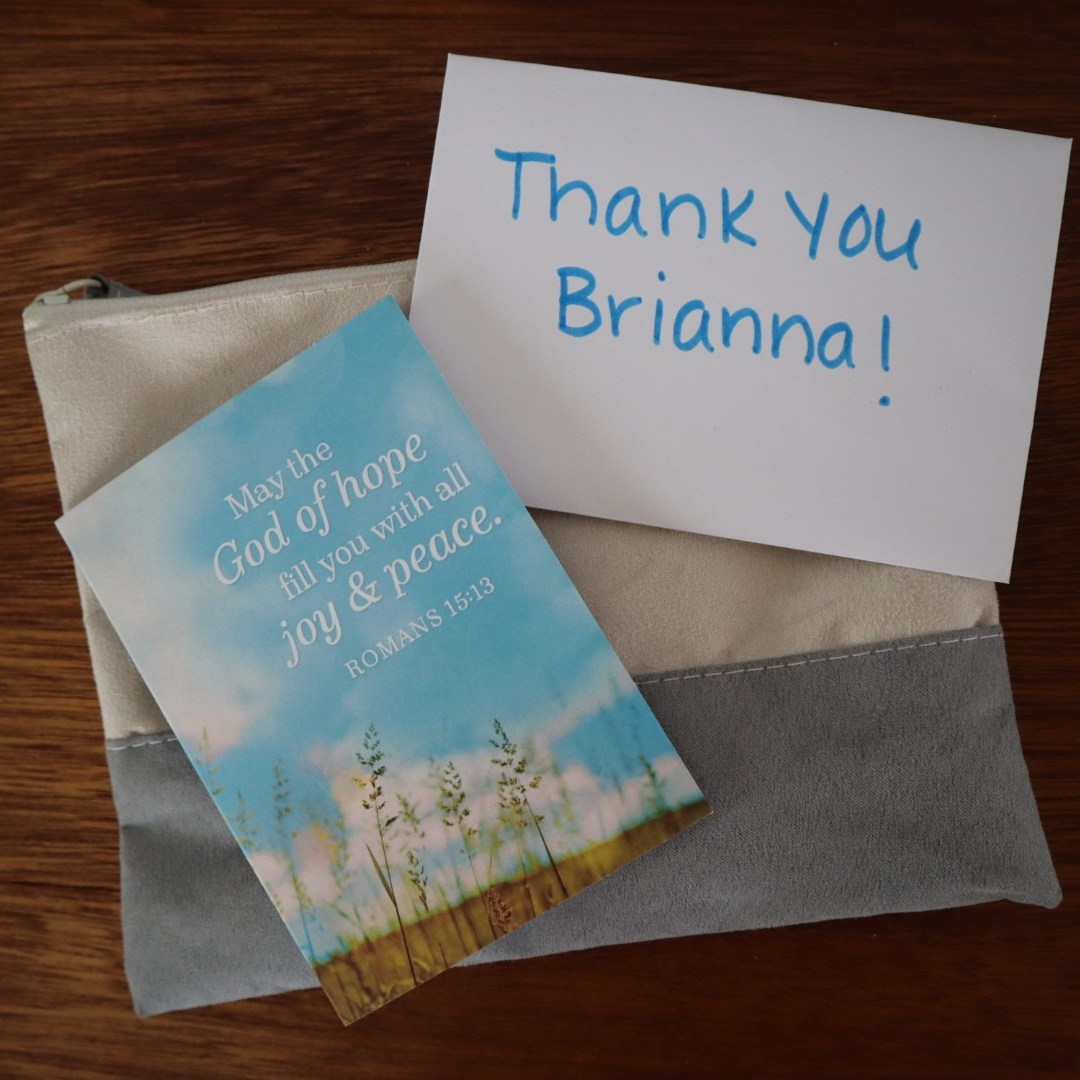 Thank You
Brianna!
May the
God of hope
fill you with all
joy & peace.
ROMANS 15:13